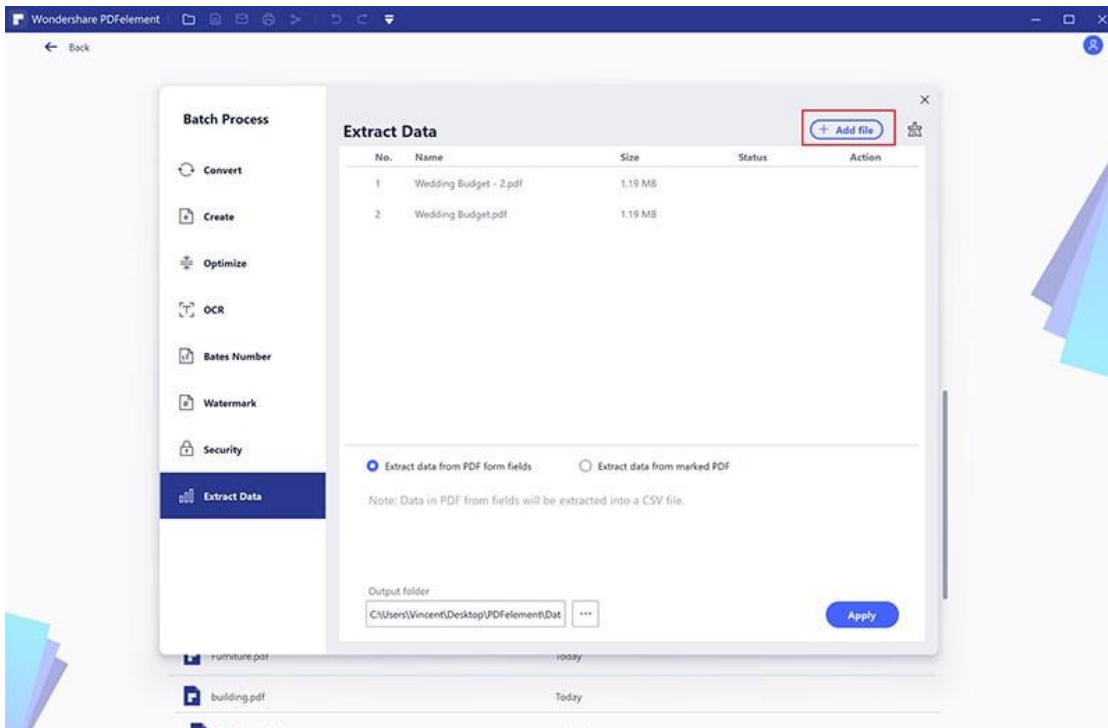 Wondershare PDFelement
Back
Batch Process
Convert
Create
Optimize
OCR
Bates Number
Watermark
Security
Extract Data
Extract Data
+ Add file
No. Name Size Status Action
1 Wedding Budget - 2.pdf 1.19 MB
2 Wedding Budget.pdf 1.19 MB
Extract data from PDF form fields Extract data from marked PDF
Note: Data in PDF from fields will be extracted into a CSV file.
Output folder
C:\Users\Vincent\Desktop\PDFelement\Dat ...
Apply
Furniture.pdf Today
building.pdf Today